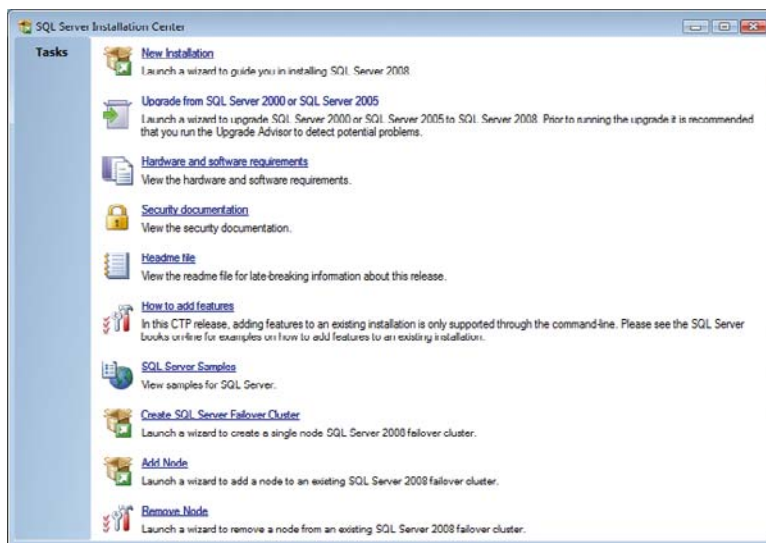 SQL Server Installation Center
Tasks
New Installation
Launch a wizard to guide you in installing SQL Server 2008.
Upgrade from SQL Server 2000 or SQL Server 2005
Launch a wizard to upgrade SQL Server 2000 or SQL Server 2005 to SQL Server 2008. Prior to running the upgrade it is recommended
that you run the Upgrade Advisor to detect potential problems.
Hardware and software requirements
View the hardware and software requirements.
Security documentation
View the security documentation.
Readme file
View the readme file for late-breaking information about this release.
How to add features
In this CTP release, adding features to an existing installation is only supported through the command-line. Please see the SQL Server
books on-line for examples on how to add features to an existing installation.
SQL Server Samples
View samples for SQL Server.
Create SQL Server Failover Cluster
Launch a wizard to create a single node SQL Server 2008 failover cluster.
Add Node
Launch a wizard to add a node to an existing SQL Server 2008 failover cluster.
Remove Node
Launch a wizard to remove a node from an existing SQL Server 2008 failover cluster.